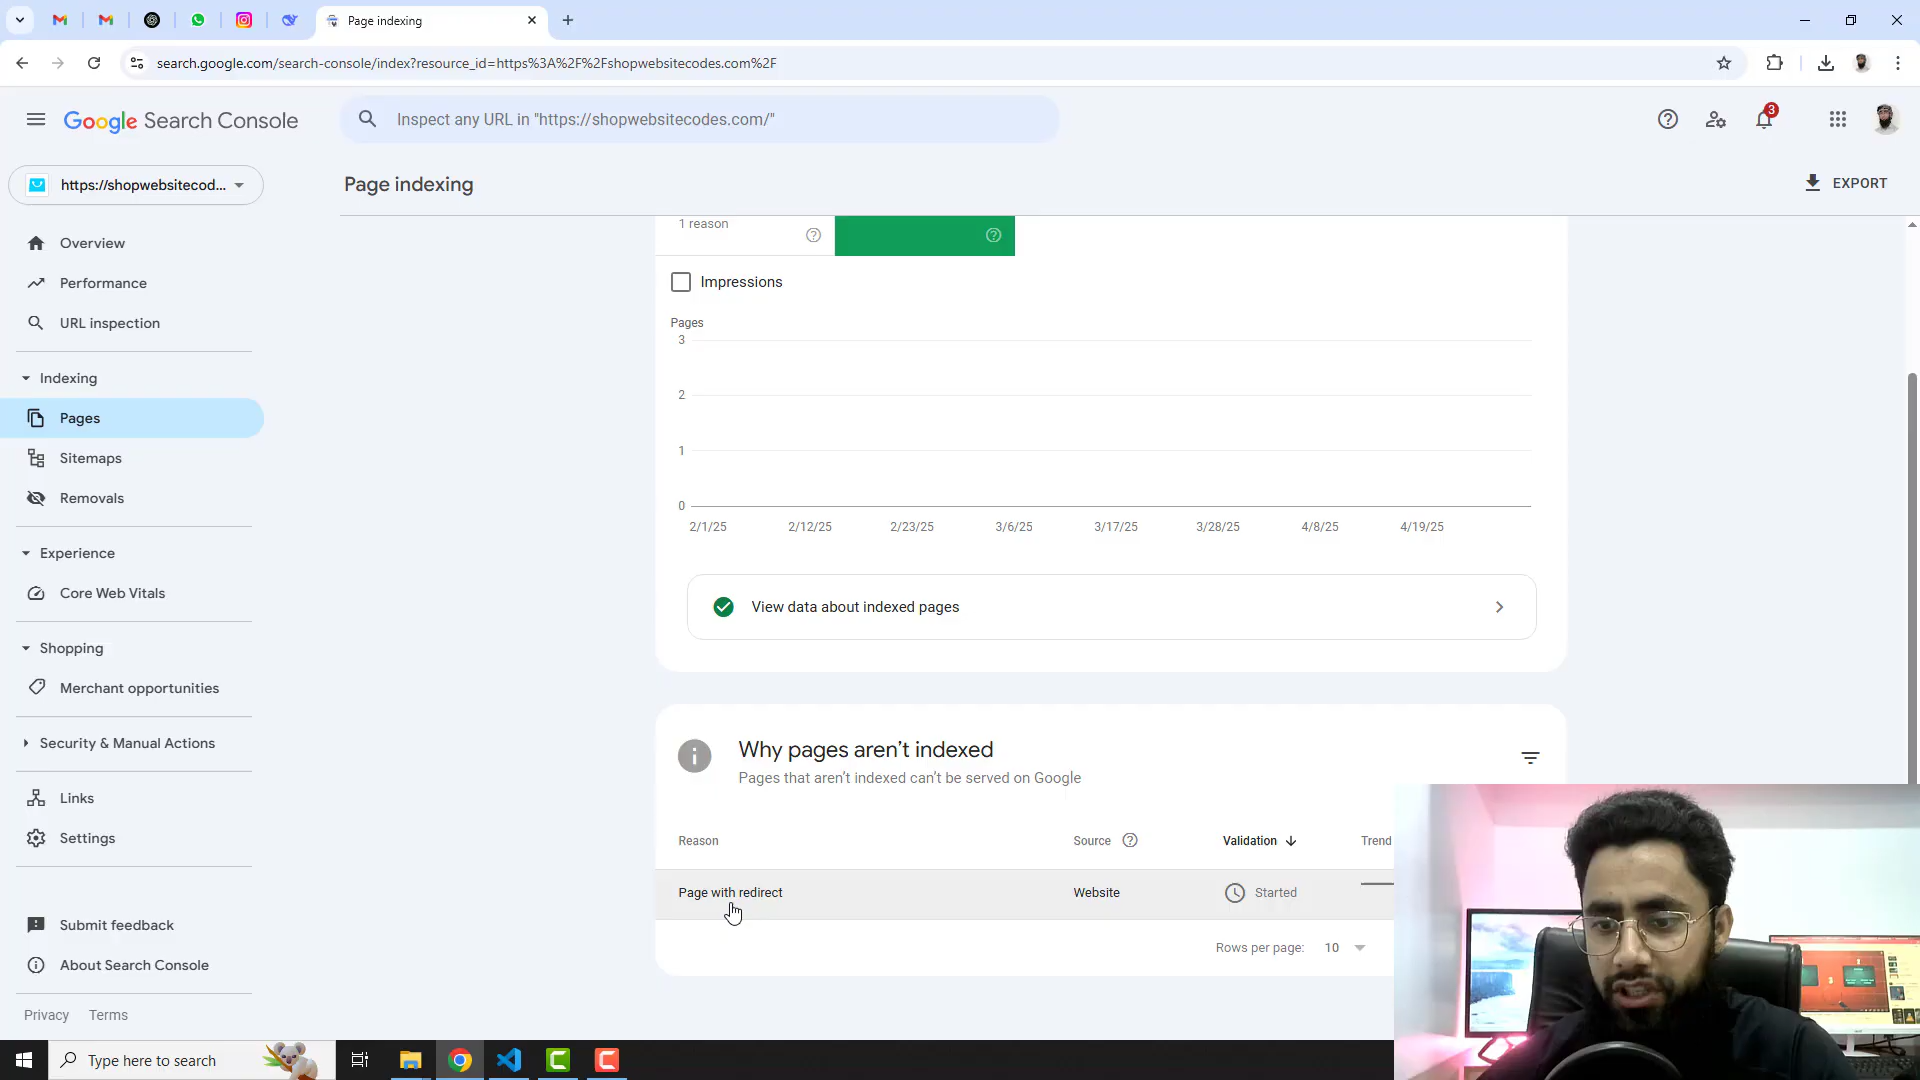 Page indexing
search.google.com/search-console/index?resource_id=https%3A%2F%2Fshopwebsitecodes.com%2F
Google Search Console
Inspect any URL in "https://shopwebsitecodes.com/"
3
https://shopwebsitecod...
Page indexing
EXPORT
Overview
Performance
URL inspection
Indexing
Pages
Sitemaps
Removals
Experience
Core Web Vitals
Shopping
Merchant opportunities
Security & Manual Actions
Links
Settings
Submit feedback
About Search Console
Privacy Terms
1 reason
Impressions
Pages
3
2
1
0
2/1/25 2/12/25 2/23/25 3/6/25 3/17/25 3/28/25 4/8/25 4/19/25
View data about indexed pages
Why pages aren't indexed
Pages that aren't indexed can't be served on Google
Reason Source Validation Trend
Page with redirect Website Started
Rows per page: 10
Type here to search